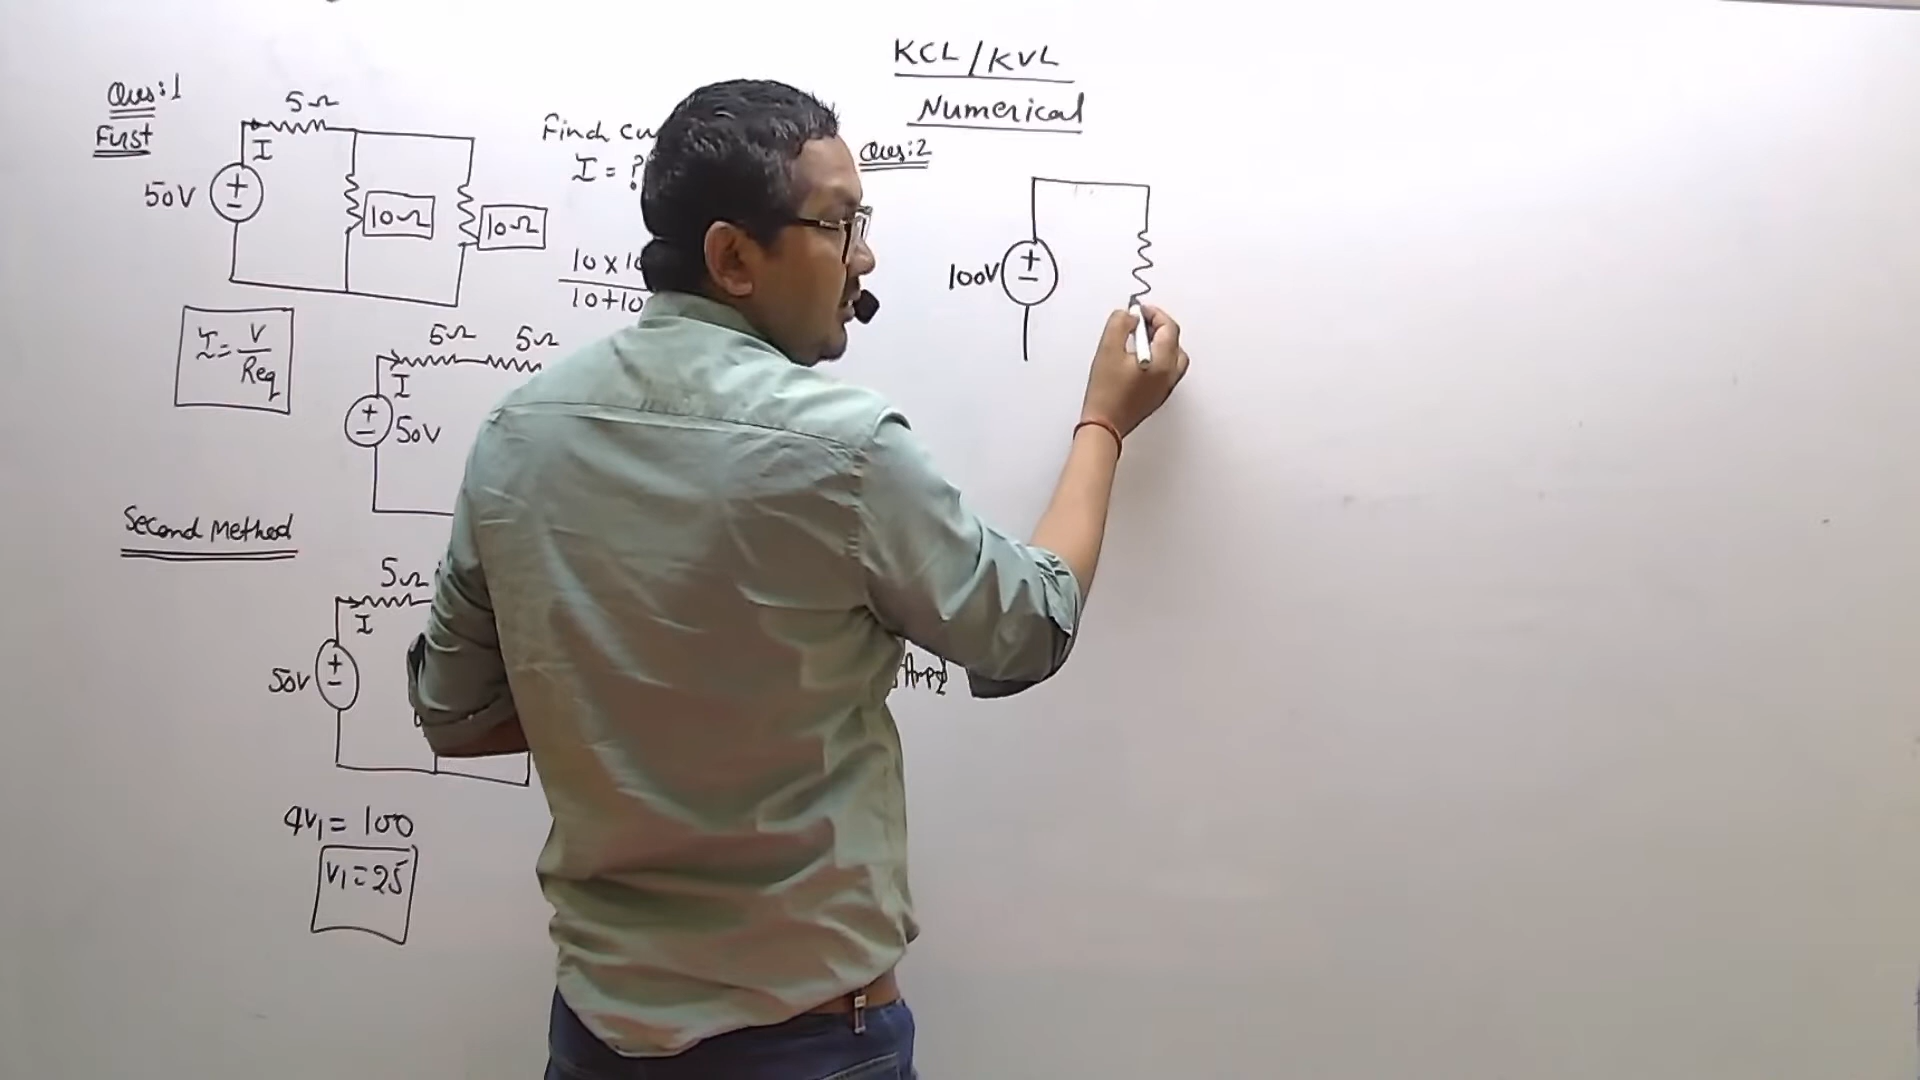 KCL/KVL
Numerical
Ques:1
First
5Ω
I
50V
+
-
10Ω
10Ω
Find
I = ?
10 x 10
10+10
I = V
Req
5Ω 5Ω
I
+
-
50V
Second Method
5Ω
I
50V
+
-
4V1 = 100
V1 = 25
Amp
Ques:2
100V
+
-